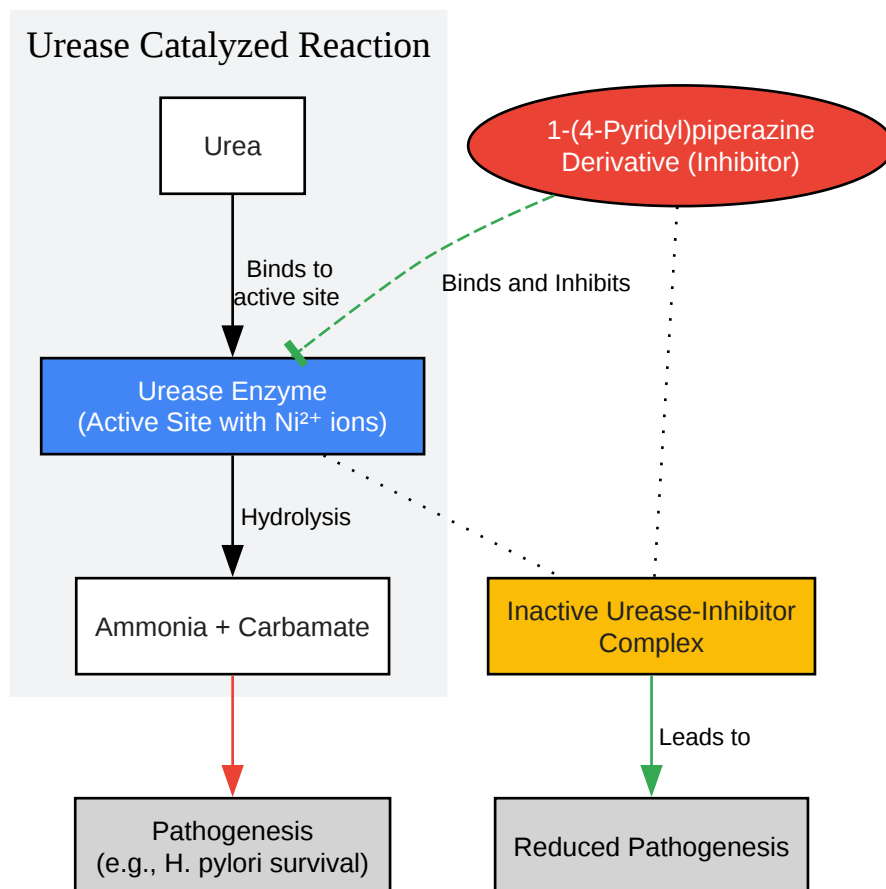 Urease Catalyzed Reaction
Urea
1-(4-Pyridyl)piperazine
Derivative (Inhibitor)
Binds to
active site
Binds and Inhibits
Urease Enzyme
(Active Site with Ni²⁺ ions)
Hydrolysis
Ammonia + Carbamate
Inactive Urease-Inhibitor
Complex
Leads to
Pathogenesis
(e.g., H. pylori survival)
Reduced Pathogenesis